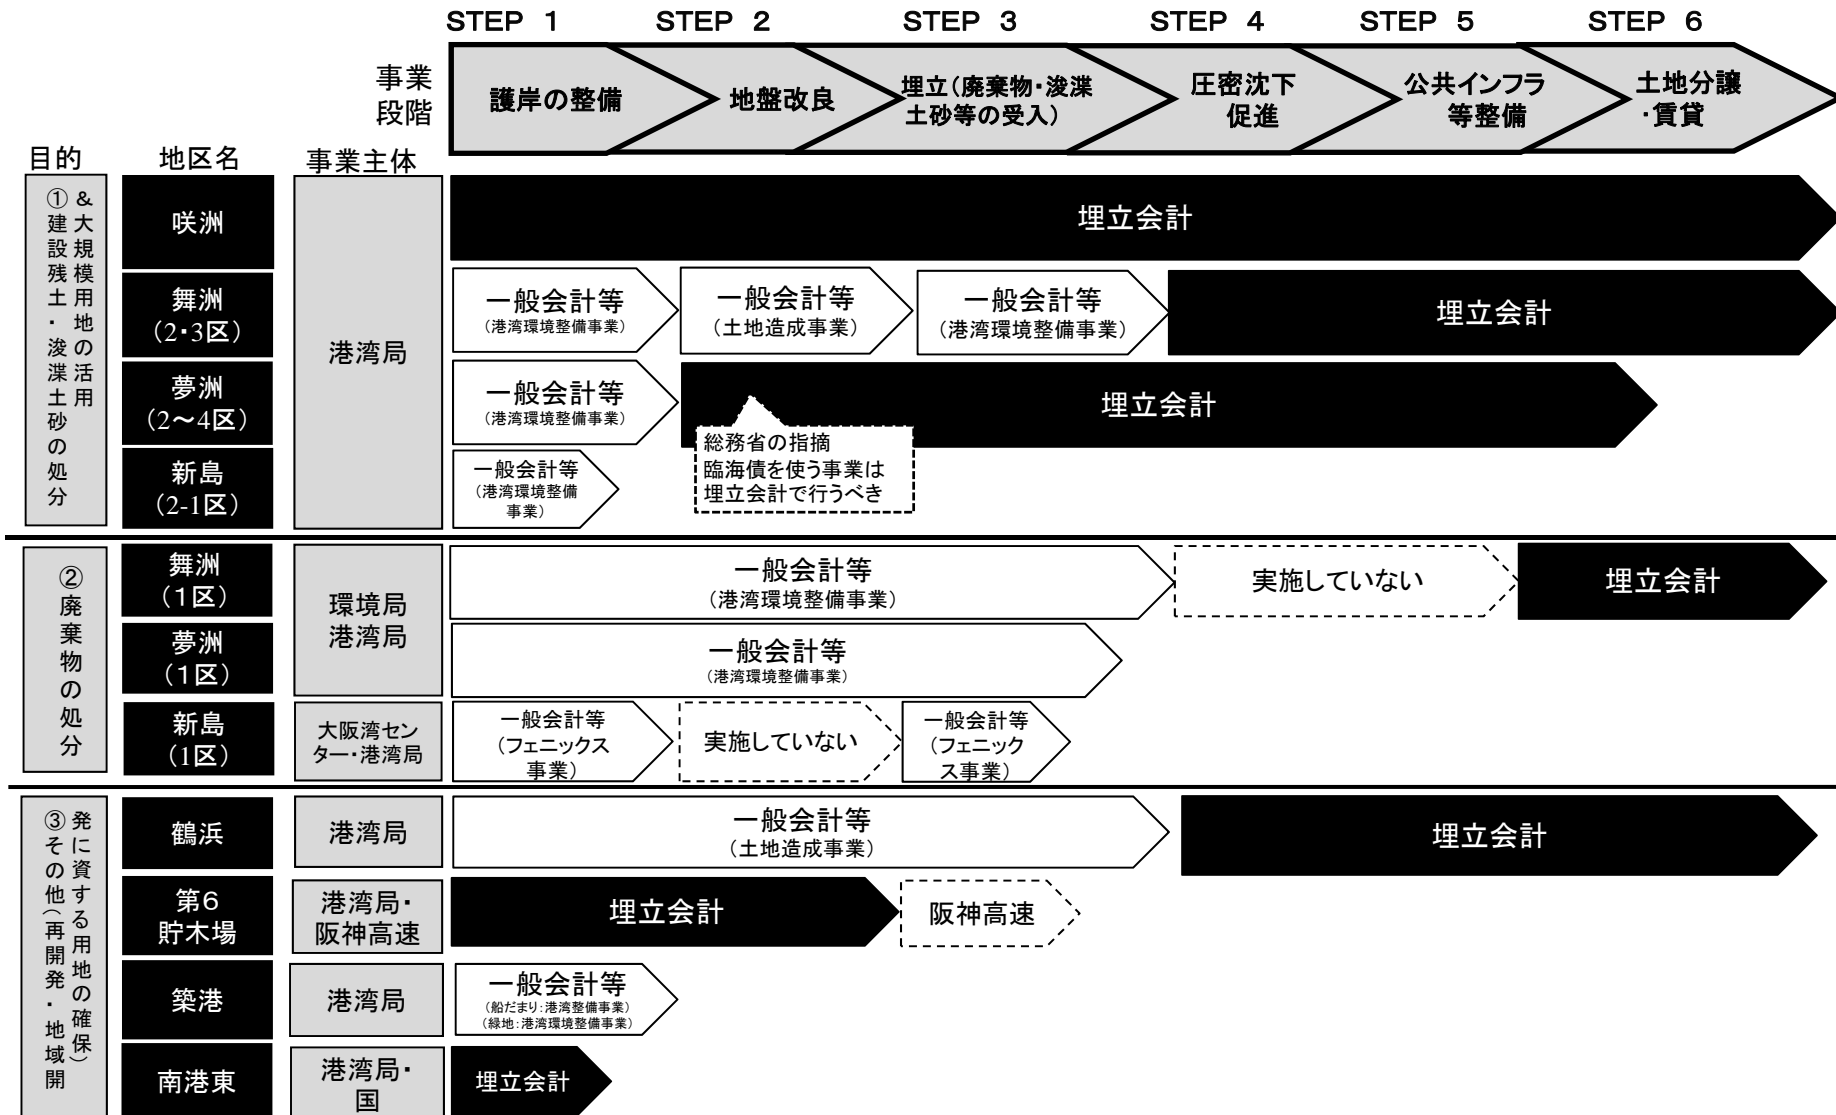 STEP 1
STEP 2
STEP 3
STEP 4
STEP 5
STEP 6
事業
段階
護岸の整備
地盤改良
埋立(廃棄物・浚渫
土砂等の受入)
圧密沈下
促進
公共インフラ
等整備
土地分譲
・賃貸
目的
地区名
事業主体
①建設残土・浚渫土砂の処分
&大規模用地の活用
咲洲
港湾局
埋立会計
舞洲
(2・3区)
一般会計等
(港湾環境整備事業)
一般会計等
(土地造成事業)
一般会計等
(港湾環境整備事業)
埋立会計
夢洲
(2~4区)
一般会計等
(港湾環境整備事業)
埋立会計
総務省の指摘
臨海債を使う事業は
埋立会計で行うべき
新島
(2-1区)
一般会計等
(港湾環境整備
事業)
②廃棄物の処分
舞洲
(1区)
環境局
港湾局
一般会計等
(港湾環境整備事業)
実施していない
埋立会計
夢洲
(1区)
一般会計等
(港湾環境整備事業)
新島
(1区)
大阪湾セン
ター・港湾局
一般会計等
(フェニックス
事業)
実施していない
一般会計等
(フェニック
ス事業)
③その他(再開発・地域開
発に資する用地の確保)
鶴浜
港湾局
一般会計等
(土地造成事業)
埋立会計
第6
貯木場
港湾局・
阪神高速
埋立会計
阪神高速
築港
港湾局
一般会計等
(船だまり:港湾整備事業)
(緑地:港湾環境整備事業)
南港東
港湾局・
国
埋立会計